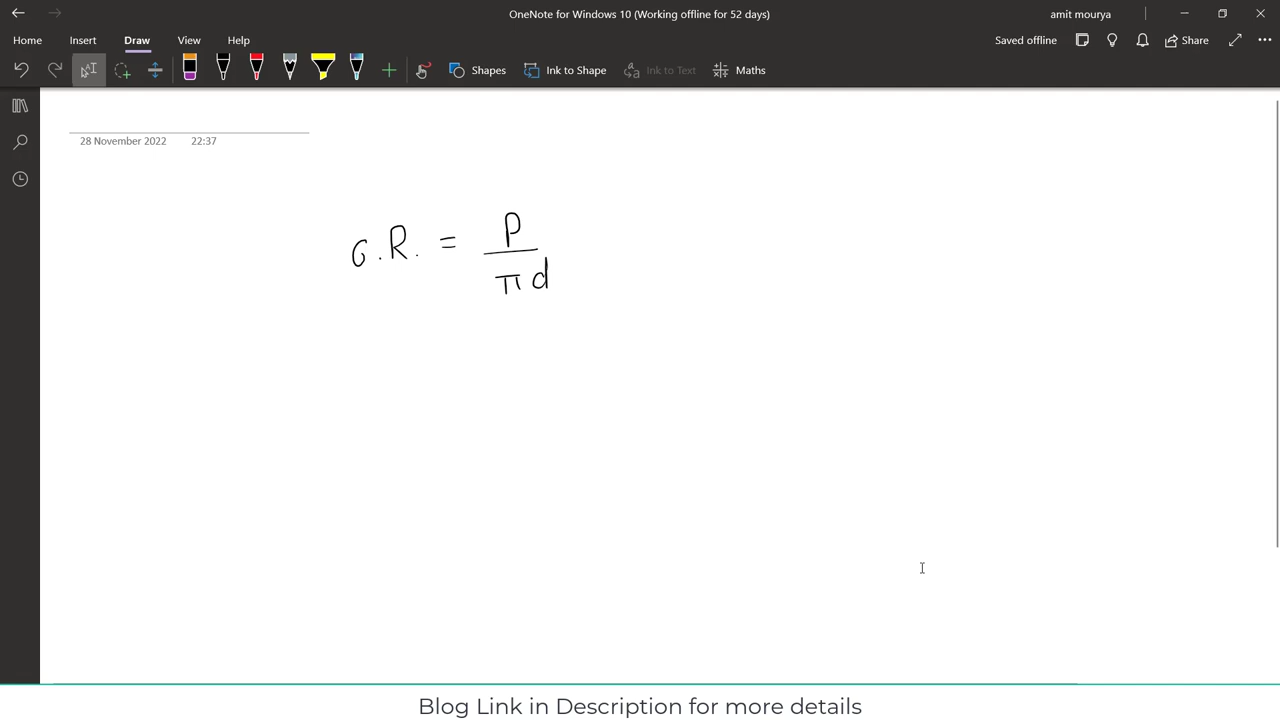 OneNote for Windows 10 (Working offline for 52 days)
amit mourya
Home Insert Draw View Help
Saved offline
Share
Shapes
Ink to Shape
Ink to Text
Maths
28 November 2022 22:37
G.R. = P / πd
Blog Link in Description for more details